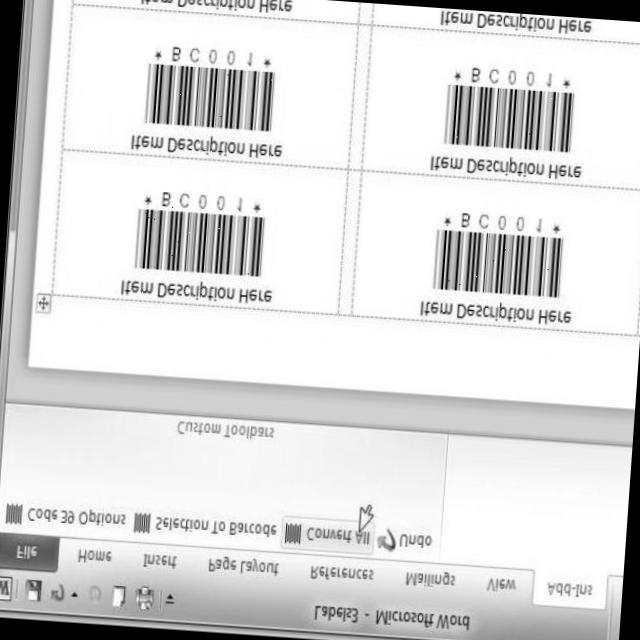 Labels3 - Microsoft Word
File Home Insert Page Layout References Mailings View Add-Ins
Code 39 Options Selection To Barcode Convert All Undo
Custom Toolbars
Item Description Here Item Description Here
* B C 0 0 1 * * B C 0 0 1 *
Item Description Here Item Description Here
* B C 0 0 1 * * B C 0 0 1 *
Item Description Here Item Description Here